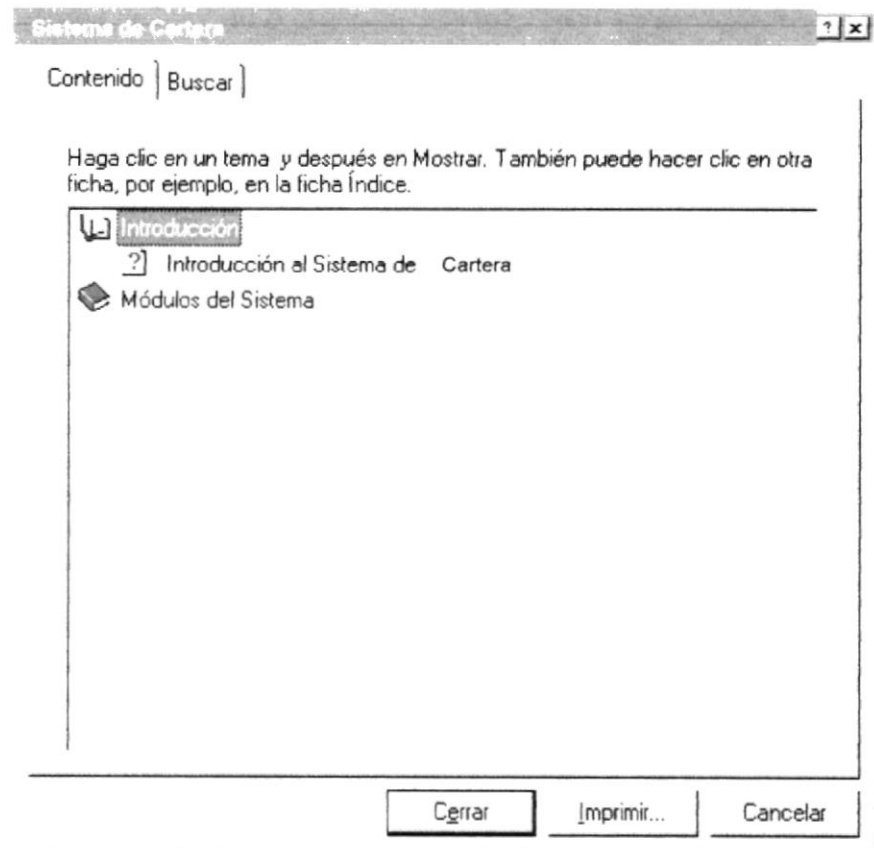 Sistema de Cartera
Contenido Buscar
Haga clic en un tema y después en Mostrar. También puede hacer clic en otra
ficha, por ejemplo, en la ficha Índice.
Introducción
Introducción al Sistema de Cartera
Módulos del Sistema
Cerrar Imprimir... Cancelar